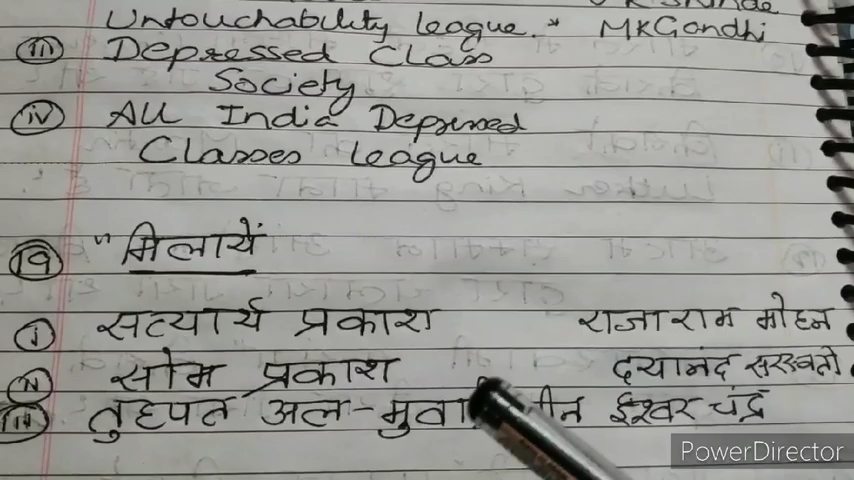 Untouchability League. * MKGandhi
(iii) Depressed Class
Society
(iv) All India Depressed
Classes League
(19) " मिलायें
(i) सत्यार्थ प्रकाश राजा राम मोहन
(ii) सोम प्रकाश दयानंद सरस्वती
(iii) तुहपत अल- ईश्वर चंद्र
PowerDirector